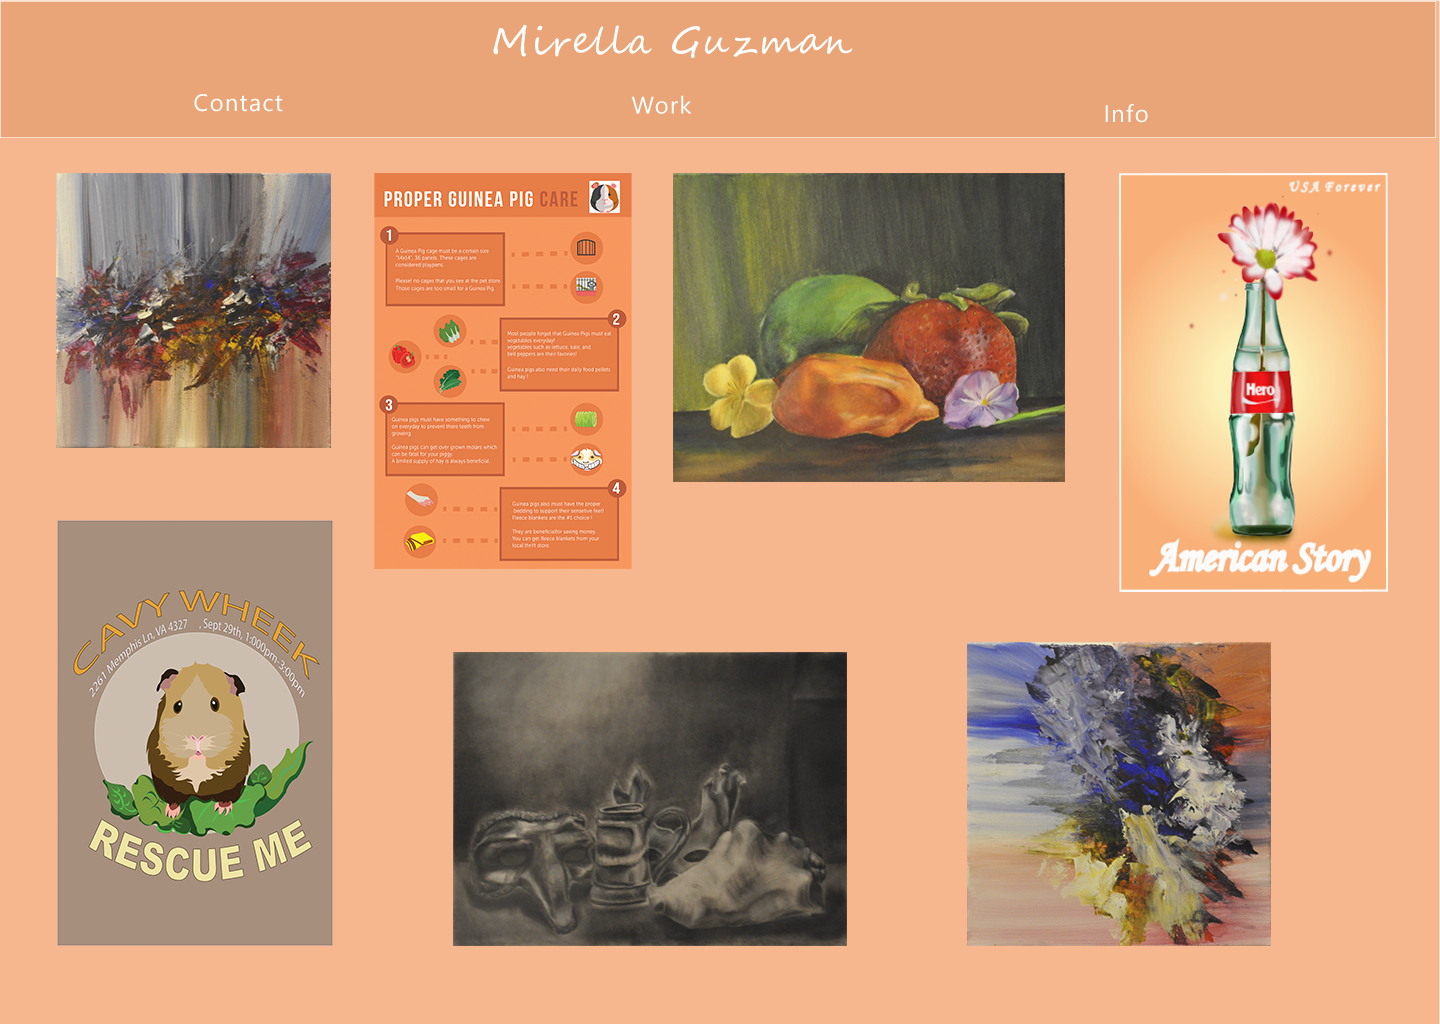 Mirella Guzman
Contact
Work
Info
PROPER GUINEA PIG CARE
1
A Guinea Pig cage must be a certain size
"14x14", 36 panels. These cages are
considered playpens.
Please! no cages that you see at the pet store
Those cages are too small for a Guinea Pig.
2
Most people forget that Guinea Pigs must eat
vegetables everyday!
vegetables such as lettuce, kale, and
bell peppers are their favorites!
Guinea pigs also need their daily food pellets
and hay !
3
Guinea pigs must have something to chew
on everyday to prevent there teeth from
growing.
Guinea pigs can get over grown molars which
can be fatal for your piggy.
A limited supply of hay is always beneficial.
4
Guinea pigs also must have the proper
bedding to support their sensetive feet!
Fleece blankets are the #1 choice !
They are beneficialfor saving money.
You can get fleece blankets from your
local thrift store.
USA Forever
Hero
American Story
CAVY WHEEK
2261 Memphis Ln, VA 4327 , Sept 29th, 1:000pm-3:00pm
RESCUE ME